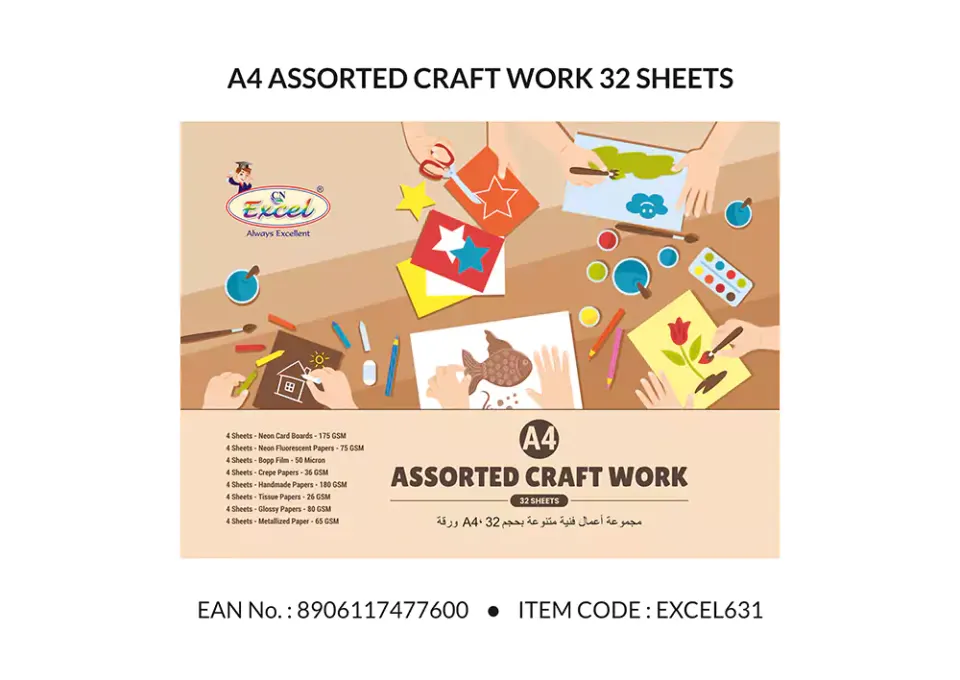 A4 ASSORTED CRAFT WORK 32 SHEETS
CN
Excel
®
Always Excellent
4 Sheets - Neon Card Boards - 175 GSM
4 Sheets - Neon Fluorescent Papers - 75 GSM
4 Sheets - Bopp Film - 50 Micron
4 Sheets - Crepe Papers - 36 GSM
4 Sheets - Handmade Papers - 180 GSM
4 Sheets - Tissue Papers - 26 GSM
4 Sheets - Glossy Papers - 80 GSM
4 Sheets - Metallized Paper - 65 GSM
A4
ASSORTED CRAFT WORK
32 SHEETS
مجموعة أعمال فنية متنوعة بحجم A4، 32 ورقة
EAN No. : 8906117477600 ● ITEM CODE : EXCEL631